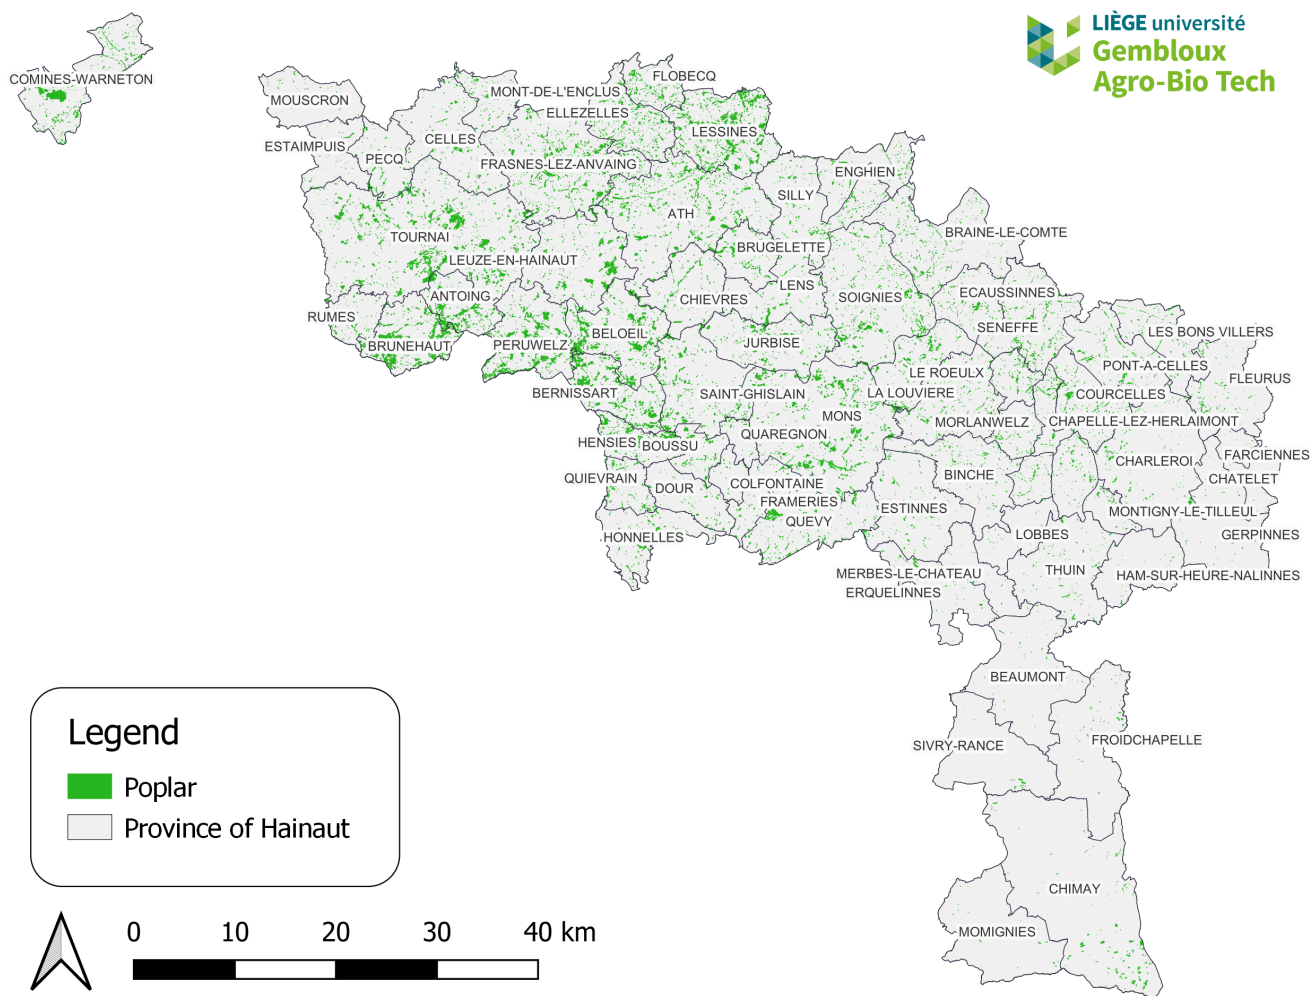 LIÈGE université
Gembloux
Agro-Bio Tech
COMINES-WARNETON
MOUSCRON
FLOBECQ
MONT-DE-L'ENCLUS
ELLEZELLES
LESSINES
ESTAIMPUIS
PECQ
CELLES
FRASNES-LEZ-ANVAING
ENGHIEN
SILLY
ATH
TOURNAI
BRAINE-LE-COMTE
BRUGELETTE
LEUZE-EN-HAINAUT
ANTOING
CHIEVRES
LENS
SOIGNIES
ECAUSSINNES
RUMES
BRUNEHAUT
PERUWELZ
BELOEIL
JURBISE
SENEFFE
LES BONS VILLERS
PONT-A-CELLES
LE ROEULX
FLEURUS
BERNISSART
SAINT-GHISLAIN
LA LOUVIERE
COURCELLES
MONS
MORLANWELZ
CHAPELLE-LEZ-HERLAIMONT
HENSIES
BOUSSU
QUAREGNON
CHARLEROI
FARCIENNES
QUIEVRAIN
DOUR
COLFONTAINE
BINCHE
CHATELET
FRAMERIES
ESTINNES
MONTIGNY-LE-TILLEUL
QUEVY
HONNELLES
LOBBES
GERPINNES
MERBES-LE-CHATEAU
THUIN
HAM-SUR-HEURE-NALINNES
ERQUELINNES
BEAUMONT
SIVRY-RANCE
FROIDCHAPELLE
CHIMAY
MOMIGNIES
Legend
Poplar
Province of Hainaut
0 10 20 30 40 km